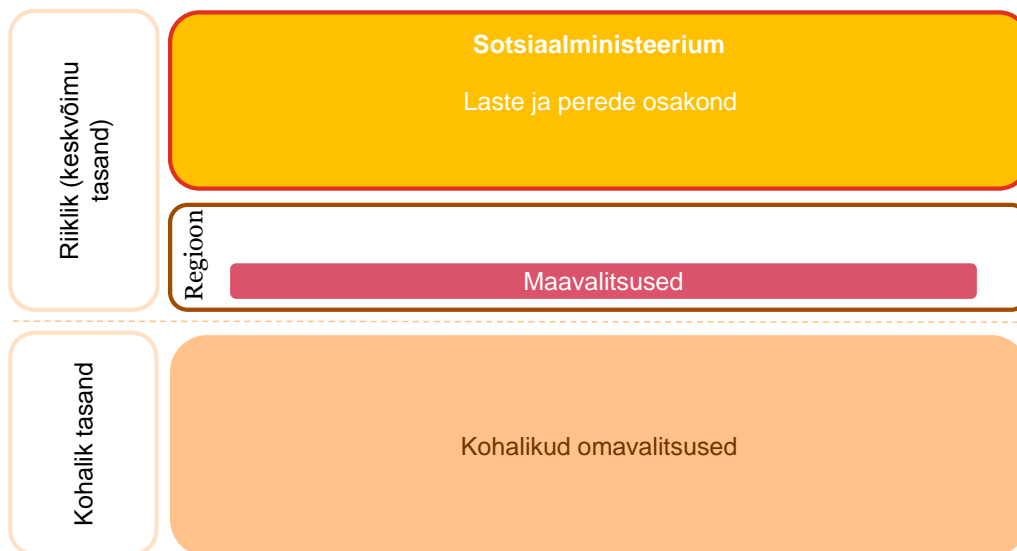 Riiklik (keskvõimu
tasand)
Sotsiaalministeerium
Laste ja perede osakond
Regioon
Maavalitsused
Kohalik tasand
Kohalikud omavalitsused